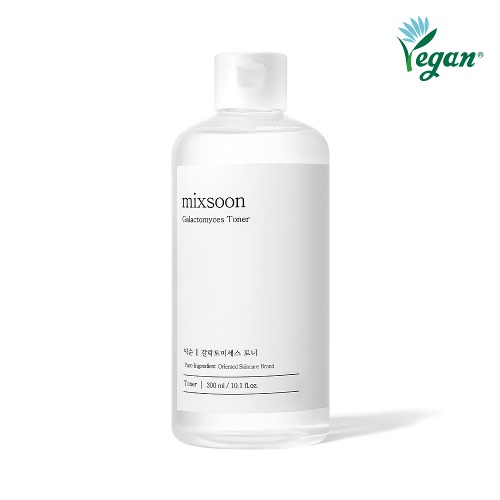 Vegan®
mixsoon
Galactomyces Toner
믹순 | 갈락토미세스 토너
Pure Ingredient Oriented Skincare Brand
Toner | 300 ml / 10.1 fl.oz.